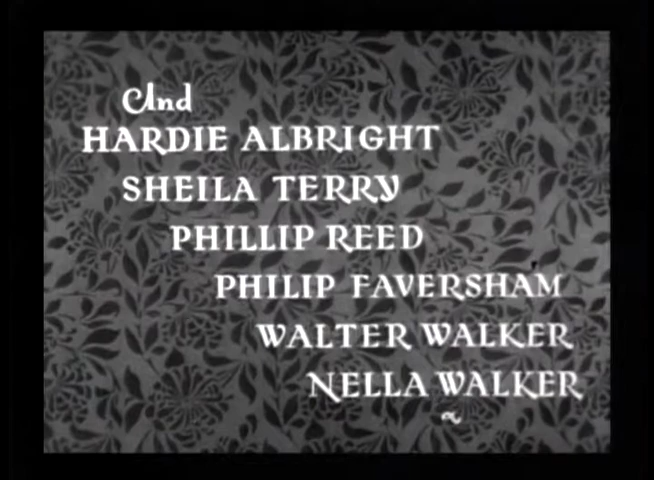 And
HARDIE ALBRIGHT
SHEILA TERRY
PHILLIP REED
PHILIP FAVERSHAM
WALTER WALKER
NELLA WALKER
~